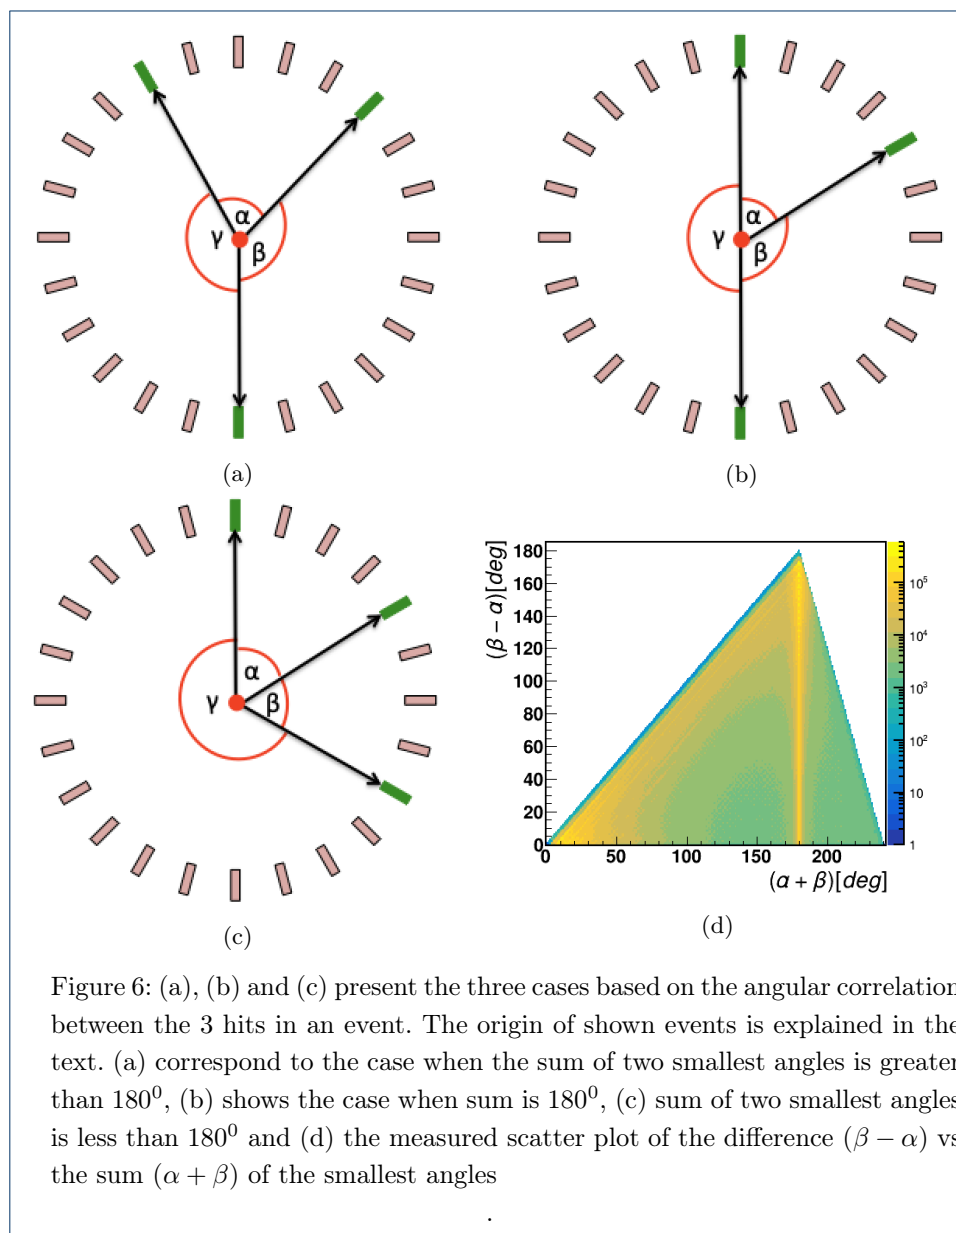 α
γ
β
(a)
α
γ
β
(b)
α
γ
β
(c)
(β − α)[deg]
180
160
140
120
100
80
60
40
20
0
0 50 100 150 200
(α + β)[deg]
10⁵
10⁴
10³
10²
10
1
(d)
Figure 6: (a), (b) and (c) present the three cases based on the angular correlation
between the 3 hits in an event. The origin of shown events is explained in the
text. (a) correspond to the case when the sum of two smallest angles is greater
than 180⁰, (b) shows the case when sum is 180⁰, (c) sum of two smallest angles
is less than 180⁰ and (d) the measured scatter plot of the difference (β − α) vs
the sum (α + β) of the smallest angles
.